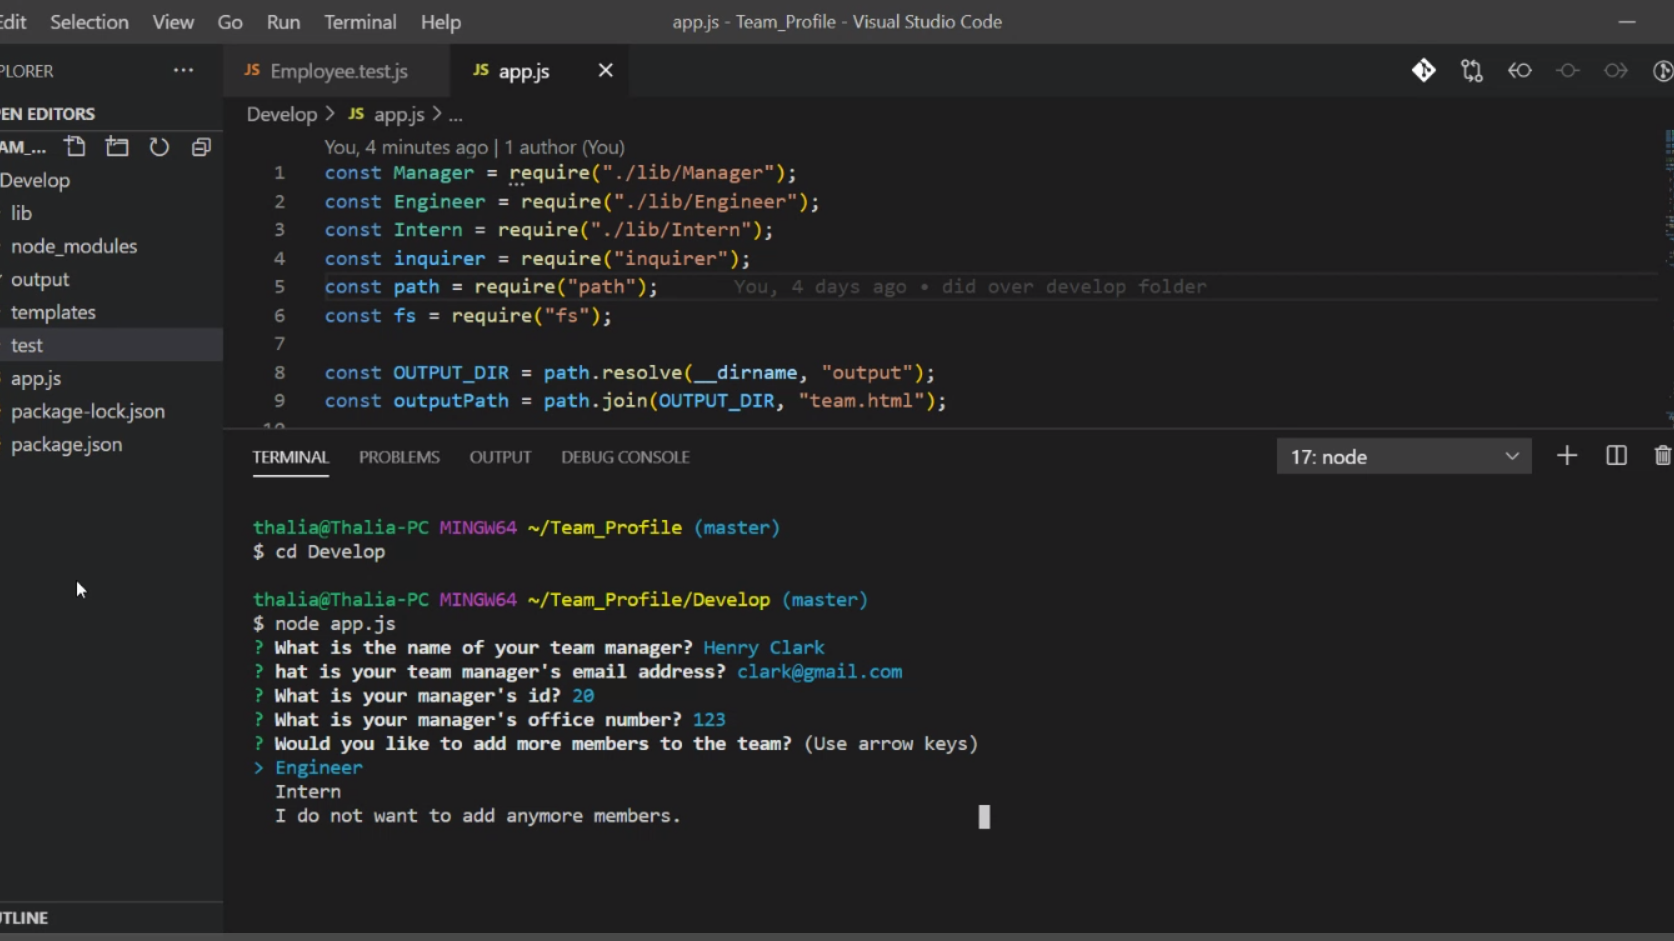 Edit Selection View Go Run Terminal Help app.js - Team_Profile - Visual Studio Code
PLORER ...
JS Employee.test.js JS app.js
EN EDITORS
AM_...
Develop
lib
node_modules
output
templates
test
app.js
package-lock.json
package.json
TLINE
Develop > JS app.js > ...
You, 4 minutes ago | 1 author (You)
1 const Manager = require("./lib/Manager");
2 const Engineer = require("./lib/Engineer");
3 const Intern = require("./lib/Intern");
4 const inquirer = require("inquirer");
5 const path = require("path"); You, 4 days ago • did over develop folder
6 const fs = require("fs");
7
8 const OUTPUT_DIR = path.resolve(__dirname, "output");
9 const outputPath = path.join(OUTPUT_DIR, "team.html");
10
TERMINAL PROBLEMS OUTPUT DEBUG CONSOLE 17: node
thalia@Thalia-PC MINGW64 ~/Team_Profile (master)
$ cd Develop
thalia@Thalia-PC MINGW64 ~/Team_Profile/Develop (master)
$ node app.js
? What is the name of your team manager? Henry Clark
? hat is your team manager's email address? clark@gmail.com
? What is your manager's id? 20
? What is your manager's office number? 123
? Would you like to add more members to the team? (Use arrow keys)
> Engineer
Intern
I do not want to add anymore members.